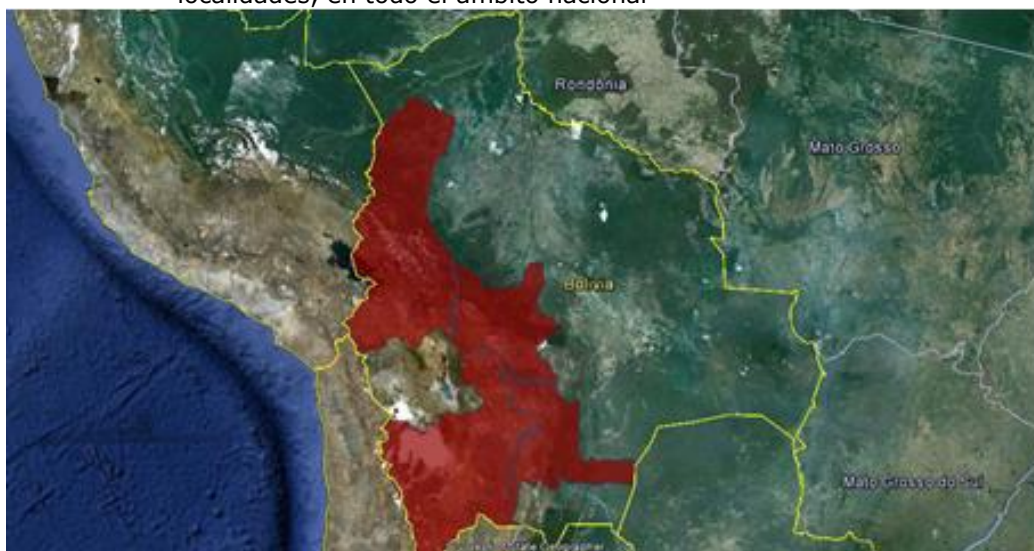 localidades, en todo el ámbito nacional
Rondônia
Mato Grosso
Bolivia
Mato Grosso do Sul